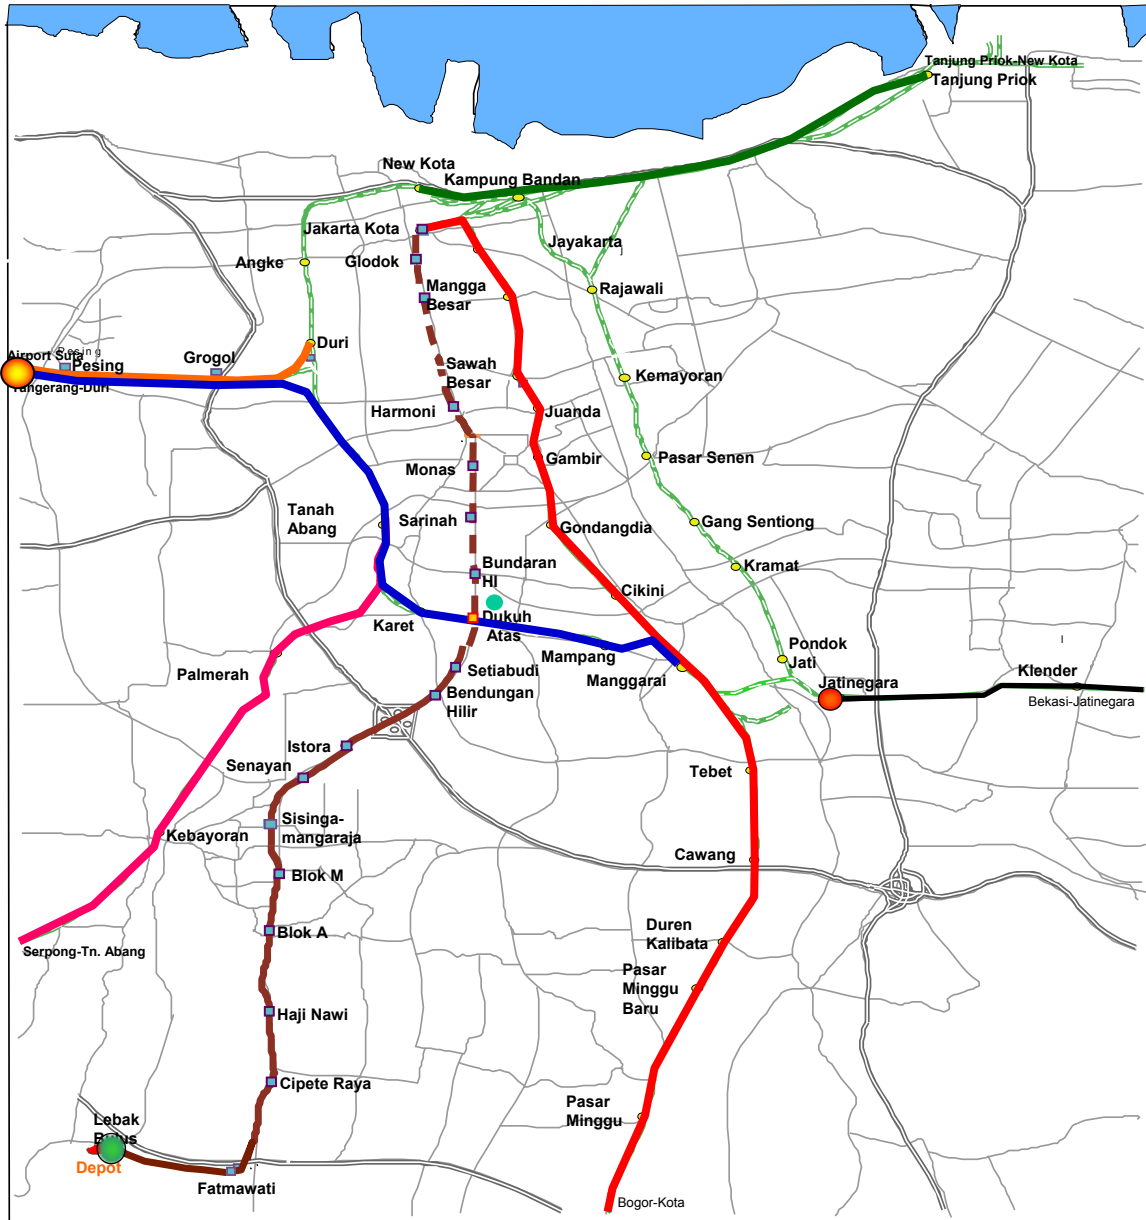 Tanjung Priok-New Kota
Tanjung Priok
New Kota
Kampung Bandan
Jakarta Kota
Jayakarta
Angke
Glodok
Mangga
Besar
Rajawali
Duri
Airport Suta
Pesing
Pesing
Grogol
Tangerang-Duri
Sawah
Besar
Kemayoran
Harmoni
Juanda
Monas
Gambir
Pasar Senen
Tanah
Abang
Sarinah
Gondangdia
Gang Sentiong
Bundaran
HI
Kramat
Cikini
Karet
Dukuh
Atas
Mampang
Manggarai
Pondok
Jati
Palmerah
Setiabudi
Bendungan
Hilir
Jatinegara
Klender
Bekasi-Jatinegara
Istora
Senayan
Tebet
Sisinga-
mangaraja
Kebayoran
Cawang
Blok M
Blok A
Duren
Kalibata
Serpong-Tn. Abang
Pasar
Minggu
Baru
Haji Nawi
Cipete Raya
Pasar
Minggu
Lebak
Bulus
Depot
Fatmawati
Bogor-Kota